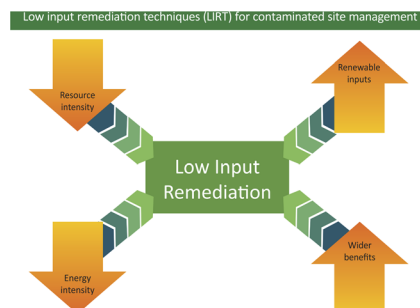 Low input remediation techniques (LIRT) for contaminated site management
Resource
intensity
Renewable
inputs
Low Input
Remediation
Energy
intensity
Wider
benefits